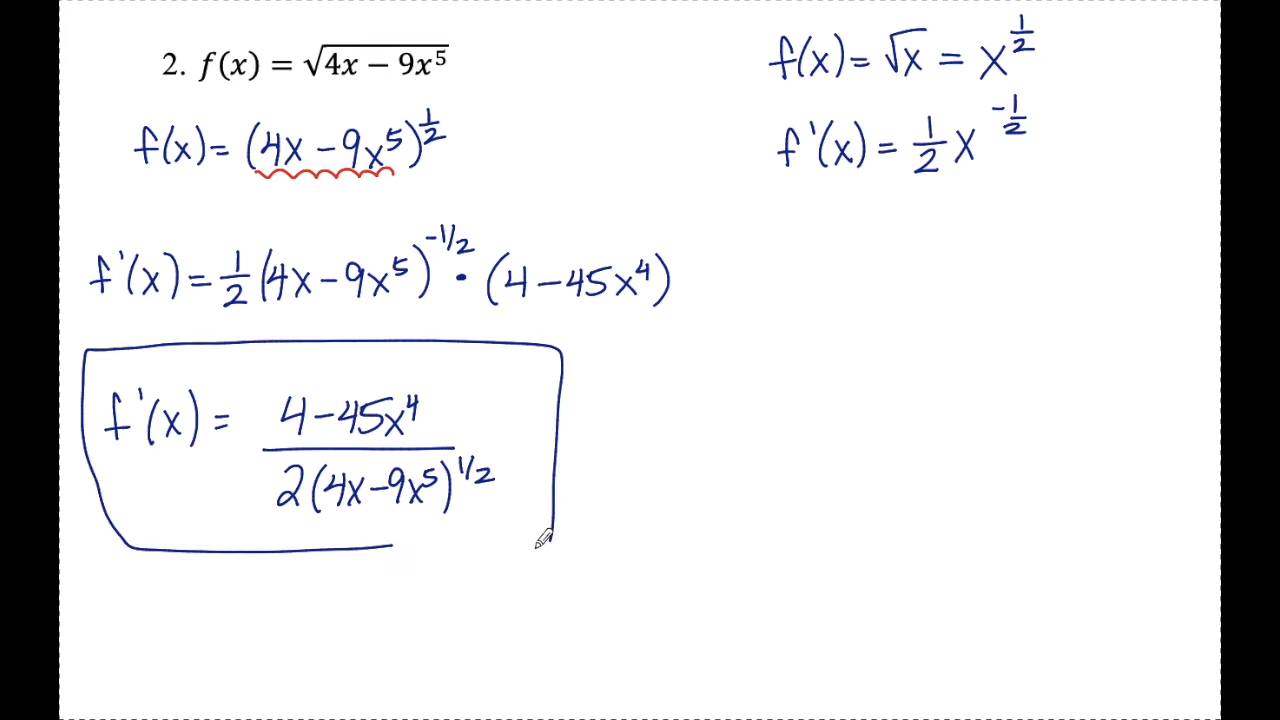 2. f(x) = √(4x − 9x⁵)
f(x) = (4x − 9x⁵)^(1/2)
f'(x) = 1/2 (4x − 9x⁵)^(−1/2) · (4 − 45x⁴)
f'(x) = (4 − 45x⁴) / (2(4x − 9x⁵)^(1/2))
f(x) = √x = x^(1/2)
f'(x) = 1/2 x^(−1/2)